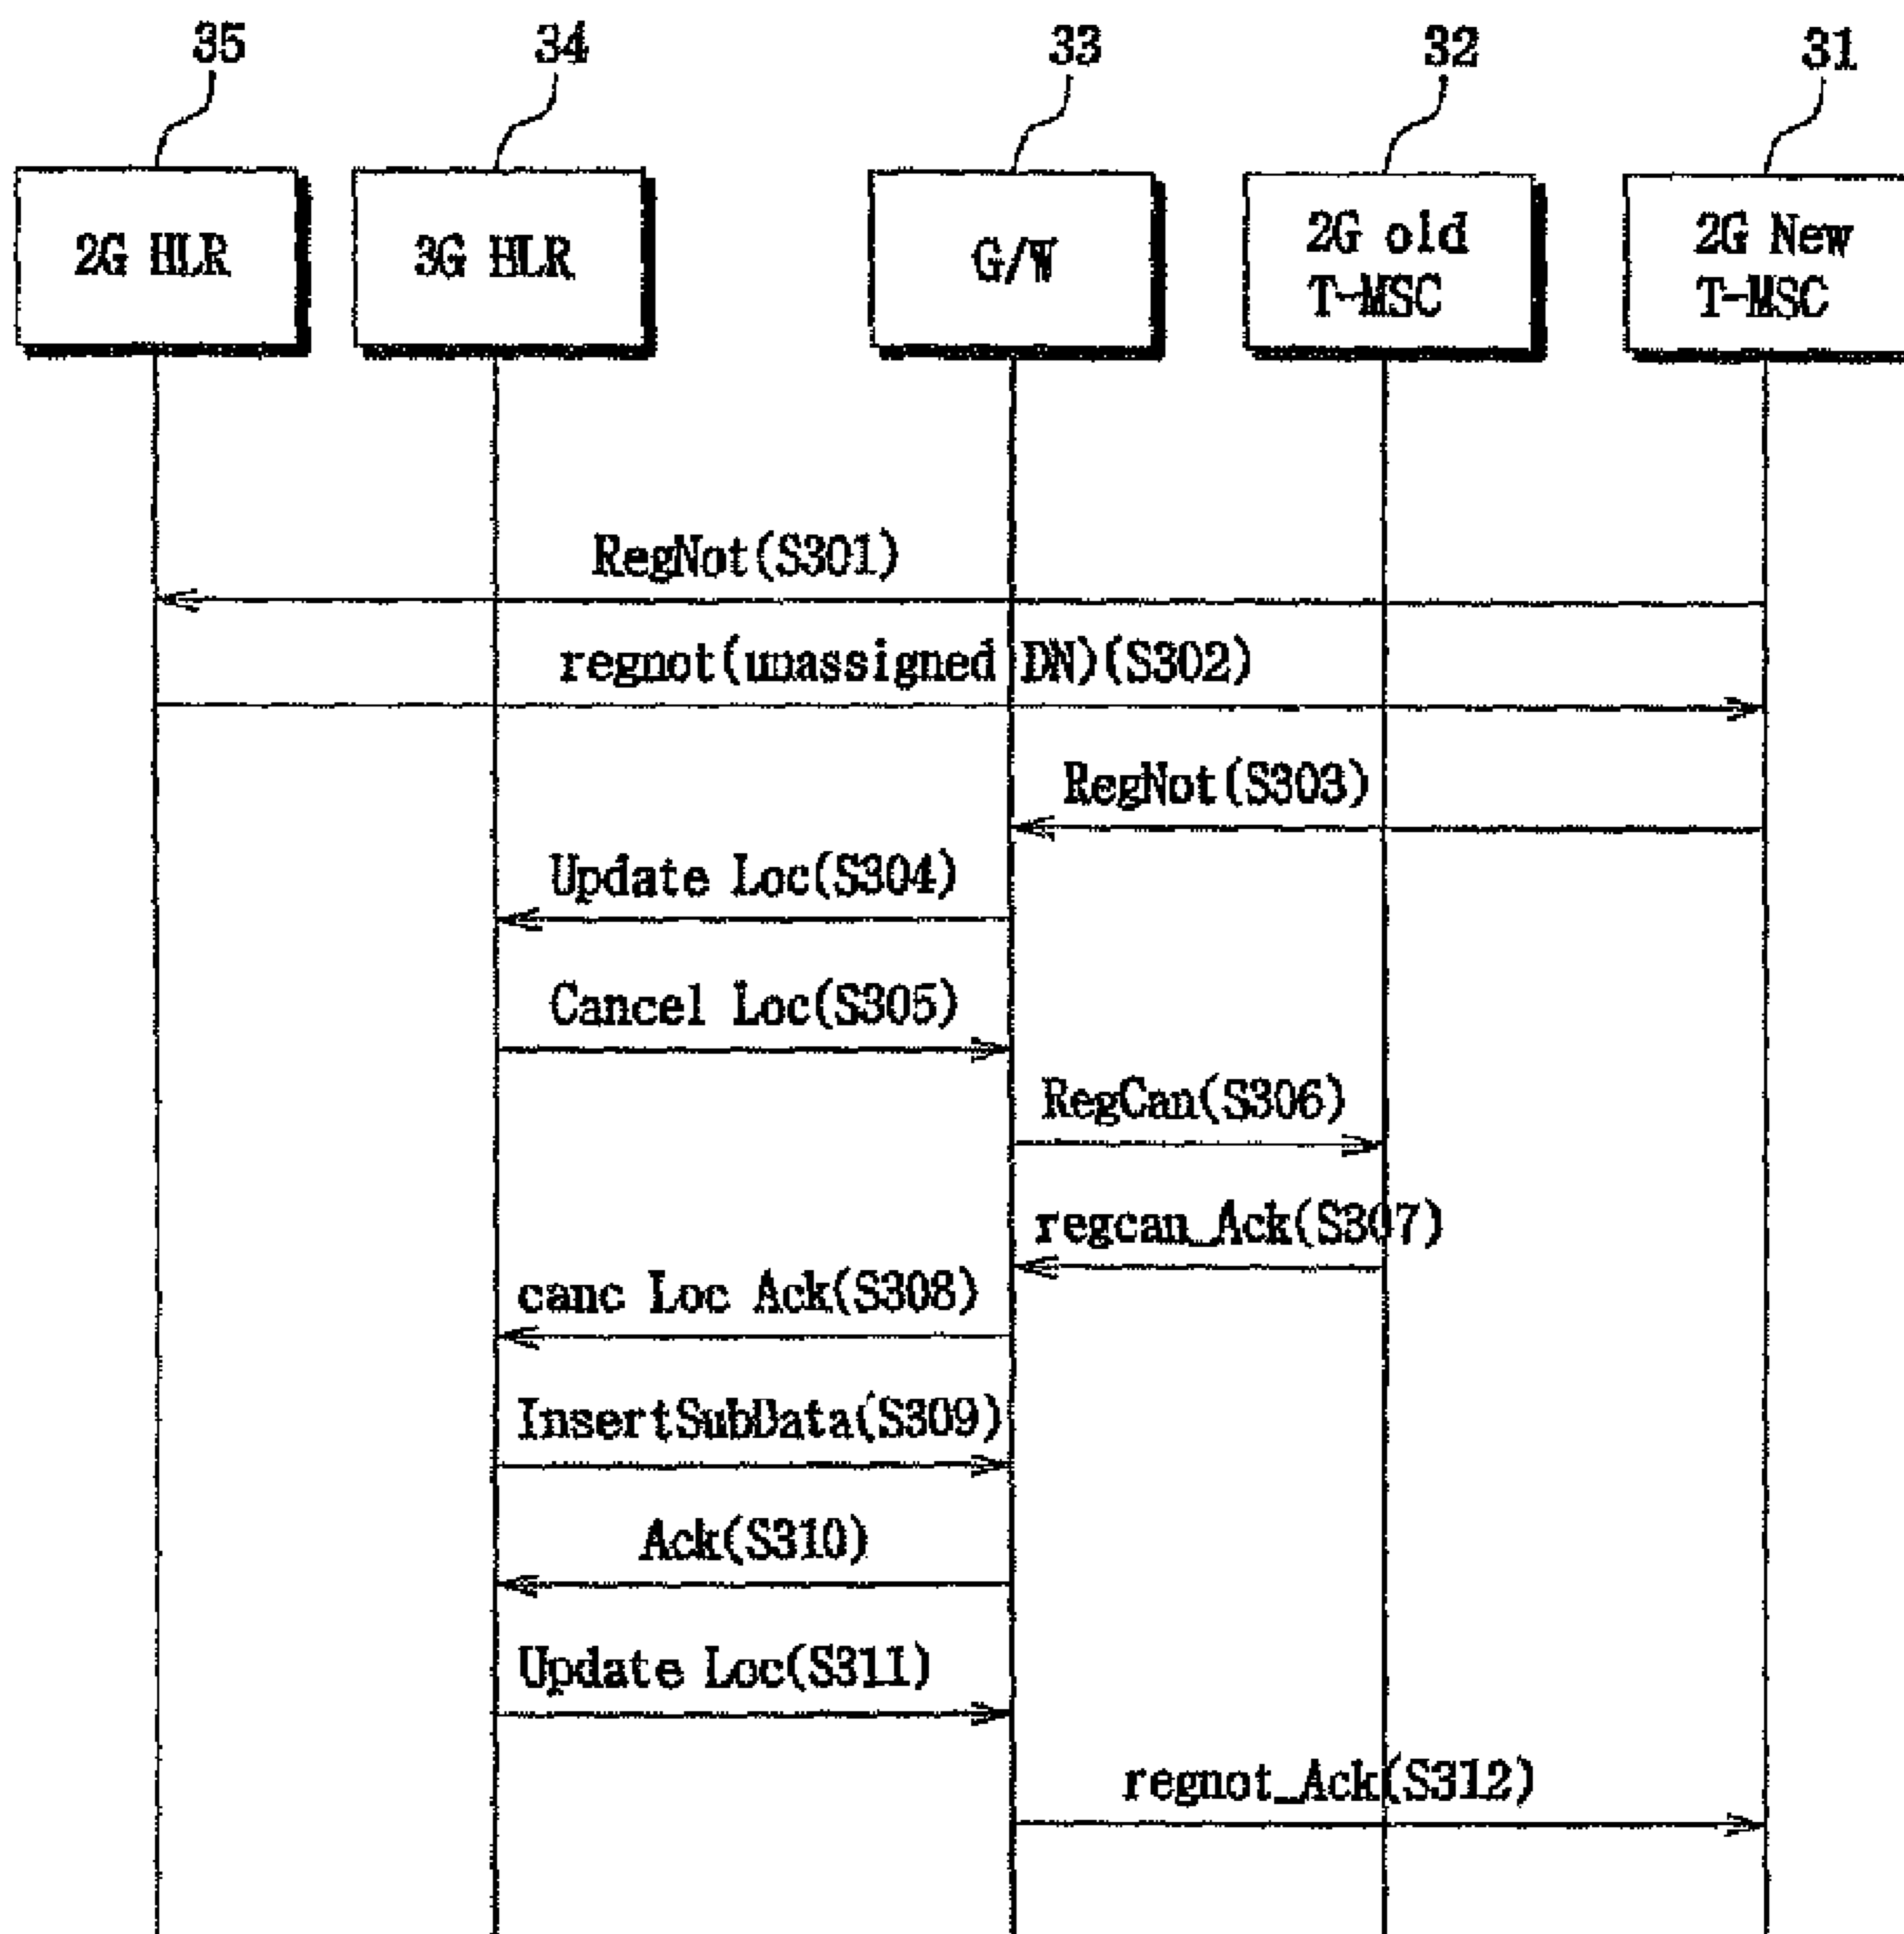 35
34
33
32
31
2G HLR
3G HLR
G/W
2G old
T-MSC
2G New
T-MSC
RegNot(S301)
regnot(unassigned DN)(S302)
RegNot(S303)
Update Loc(S304)
Cancel Loc(S305)
RegCan(S306)
regcan_Ack(S307)
canc Loc Ack(S308)
InsertSubData(S309)
Ack(S310)
Update Loc(S311)
regnot_Ack(S312)